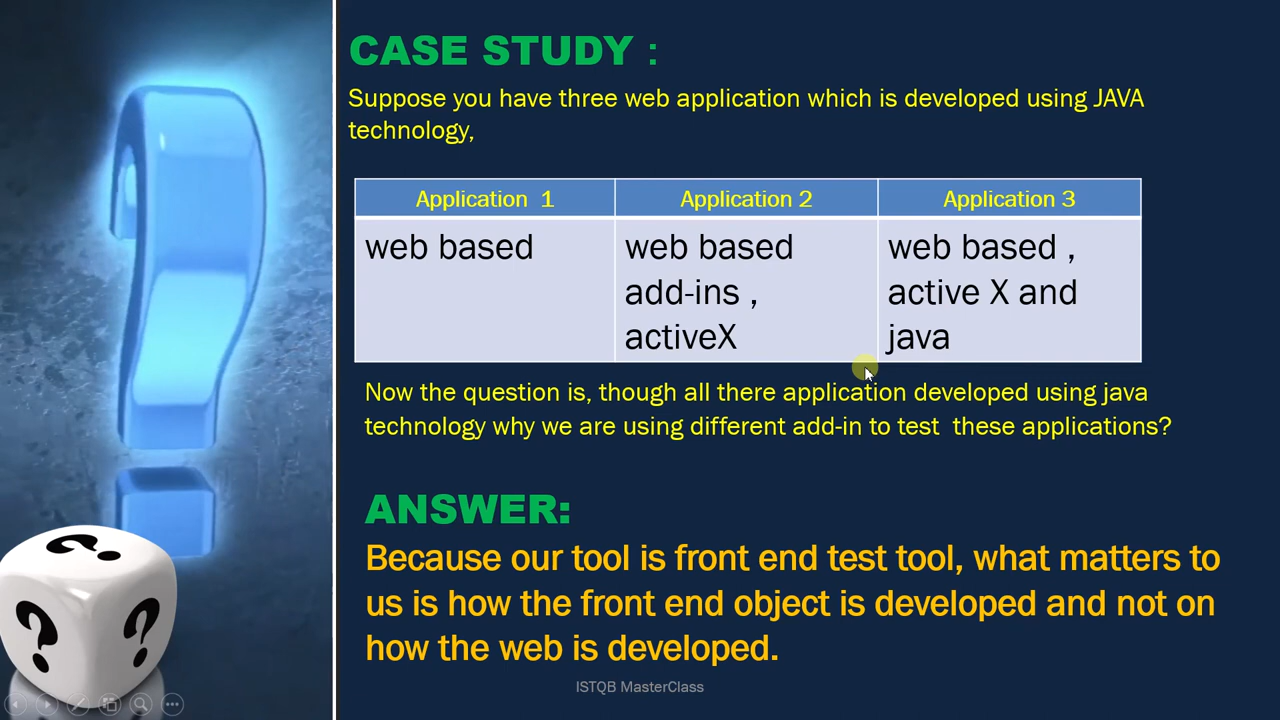 CASE STUDY :
Suppose you have three web application which is developed using JAVA
technology,
Application 1
Application 2
Application 3
web based
web based
add-ins ,
activeX
web based ,
active X and
java
Now the question is, though all there application developed using java
technology why we are using different add-in to test these applications?
ANSWER:
Because our tool is front end test tool, what matters to
us is how the front end object is developed and not on
how the web is developed.
ISTQB MasterClass